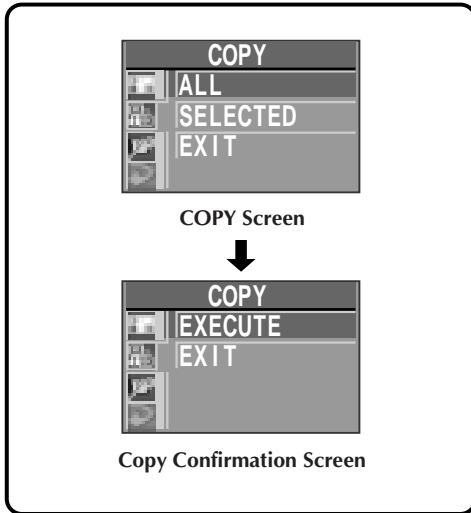 COPY
ALL
SELECTED
EXIT
COPY Screen
COPY
EXECUTE
EXIT
Copy Confirmation Screen